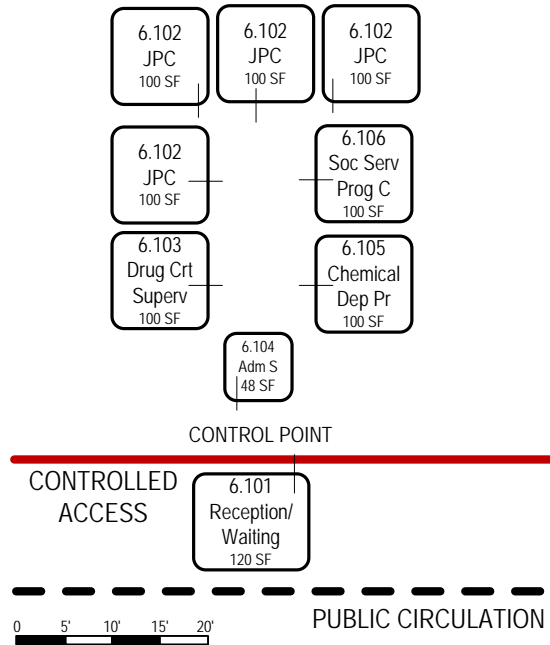 6.102
JPC
100 SF
6.102
JPC
100 SF
6.102
JPC
100 SF
6.102
JPC
100 SF
6.106
Soc Serv
Prog C
100 SF
6.103
Drug Crt
Superv
100 SF
6.105
Chemical
Dep Pr
100 SF
6.104
Adm S
48 SF
CONTROL POINT
CONTROLLED
ACCESS
6.101
Reception/
Waiting
120 SF
PUBLIC CIRCULATION
0 5' 10' 15' 20'